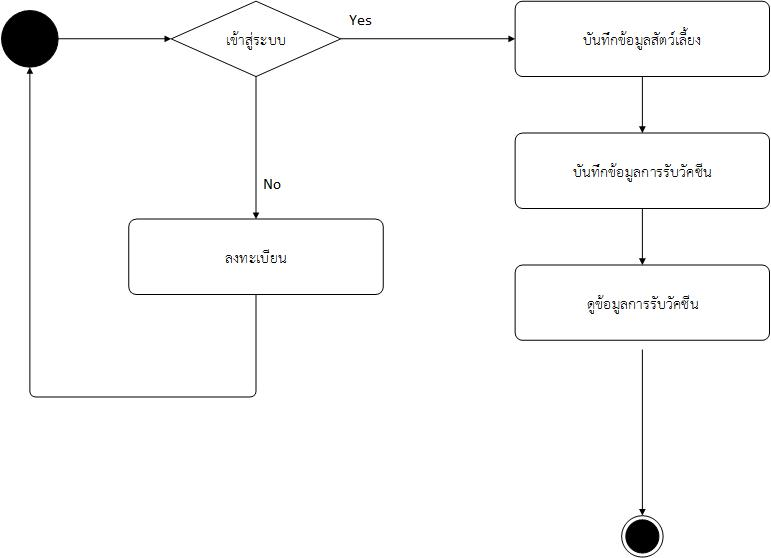 เข้าสู่ระบบ
Yes
บันทึกข้อมูลสัตว์เลี้ยง
บันทึกข้อมูลการรับวัคซีน
No
ลงทะเบียน
ดูข้อมูลการรับวัคซีน